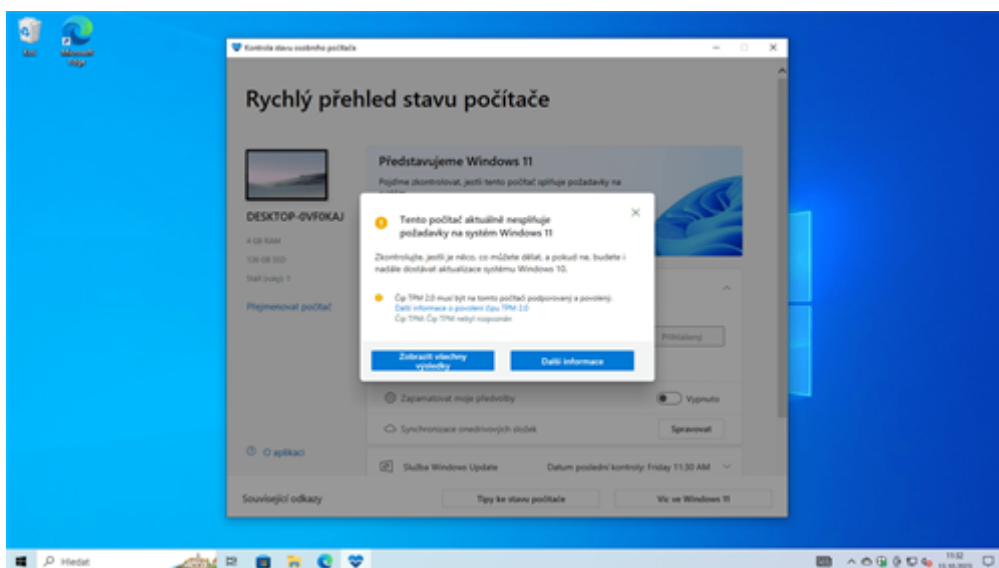 Koš
Microsoft
Edge
Kontrola stavu osobního počítače
Rychlý přehled stavu počítače
Představujeme Windows 11
Pojďme zkontrolovat, jestli tento počítač splňuje požadavky na
DESKTOP-0VF0KAJ
4 GB RAM
Přejmenovat počítač
Tento počítač aktuálně nesplňuje
požadavky na systém Windows 11
Zkontrolujte, jestli je něco, co můžete dělat, a pokud ne, budete i
nadále dostávat aktualizace systému Windows 10.
Čip TPM 2.0 musí být na tomto počítači podporovaný a povolený.
Další informace o povolení čipu TPM 2.0
Čip TPM: Čip TPM nebyl rozpoznán
Zobrazit všechny
výsledky
Další informace
Přihlášený
Zapamatovat moje předvolby
Vypnuto
Synchronizace onedrivových složek
Spravovat
O aplikaci
Služba Windows Update
Datum poslední kontroly: Friday 11:30 AM
Související odkazy
Tipy ke stavu počítače
Víc ve Windows 11
Hledat
11:32